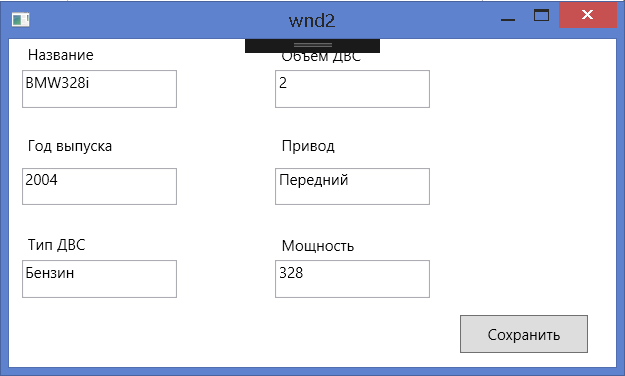 wnd2
Название
Объем ДВС
BMW328i
2
Год выпуска
Привод
2004
Передний
Тип ДВС
Мощность
Бензин
328
Сохранить